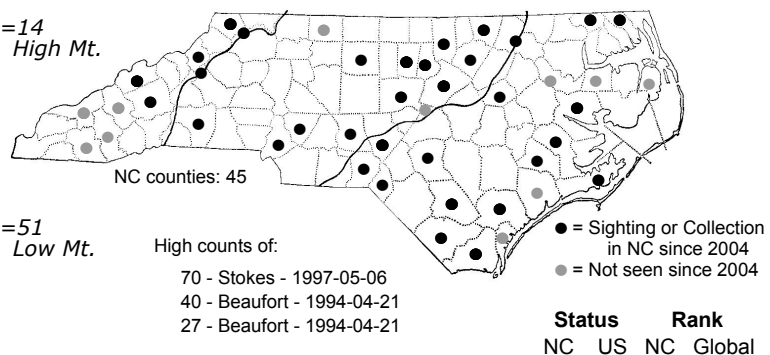 =14
High Mt.
NC counties: 45
=51
Low Mt.
High counts of:
70 - Stokes - 1997-05-06
40 - Beaufort - 1994-04-21
27 - Beaufort - 1994-04-21
= Sighting or Collection
in NC since 2004
= Not seen since 2004
Status Rank
NC US NC Global